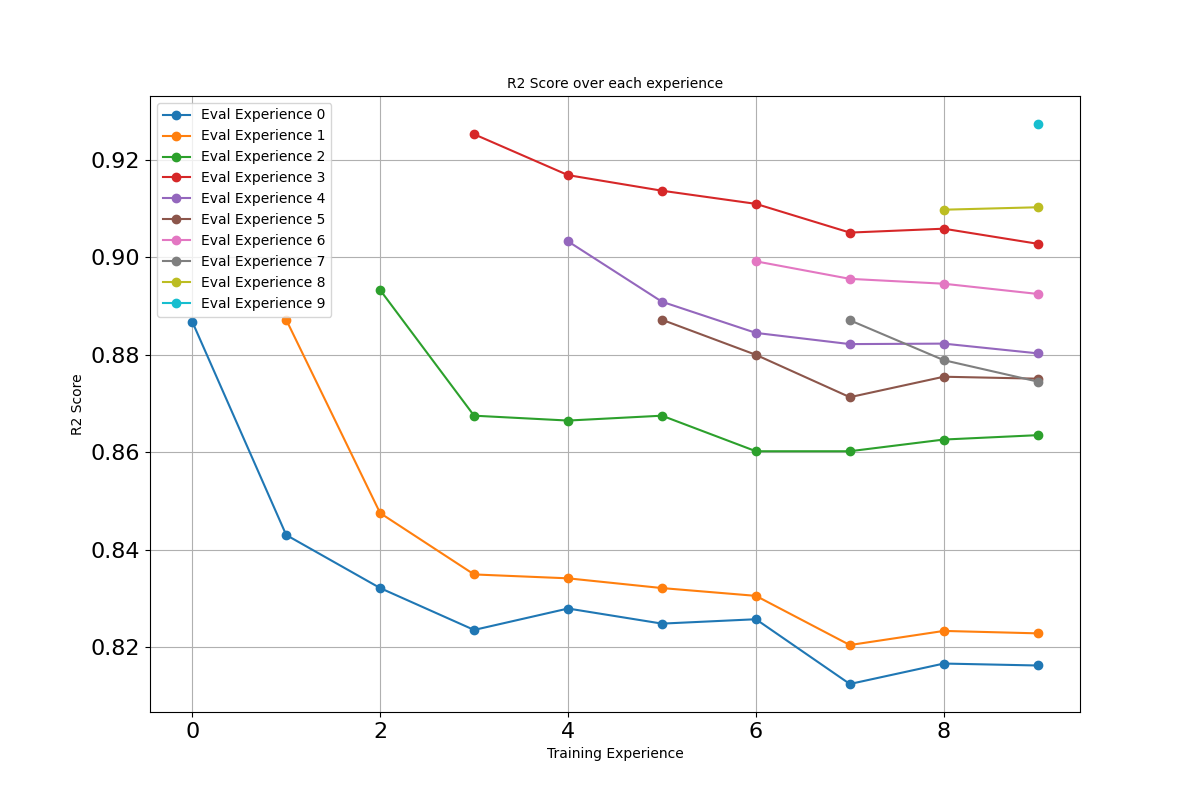 R2 Score over each experience
Eval Experience 0
Eval Experience 1
Eval Experience 2
Eval Experience 3
Eval Experience 4
Eval Experience 5
Eval Experience 6
Eval Experience 7
Eval Experience 8
Eval Experience 9
0.92
0.90
0.88
0.86
0.84
0.82
R2 Score
0 2 4 6 8
Training Experience